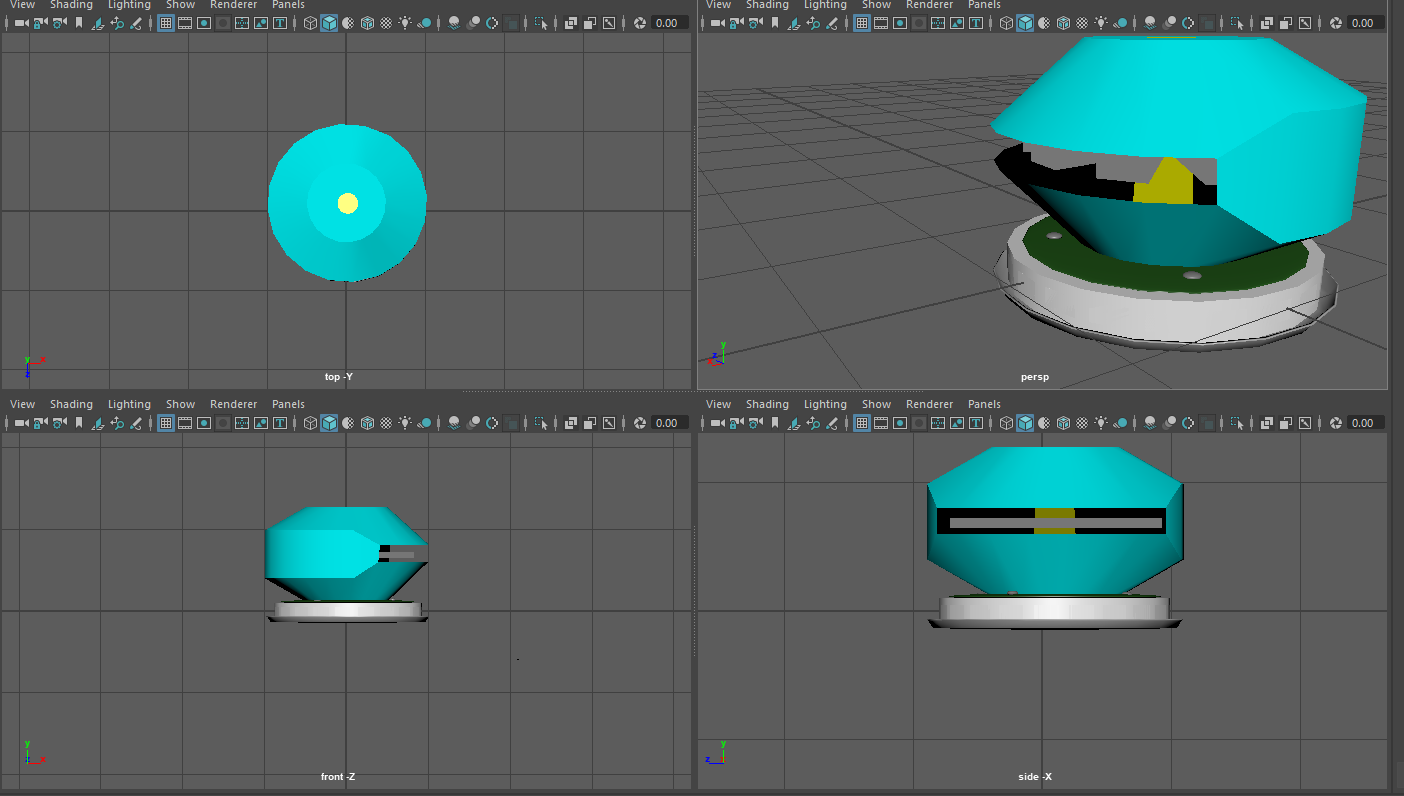 View Shading Lighting Show Renderer Panels
0.00
y x
z
top -Y
View Shading Lighting Show Renderer Panels
0.00
y
z
x
persp
View Shading Lighting Show Renderer Panels
0.00
y
z x
front -Z
View Shading Lighting Show Renderer Panels
0.00
y
z x
side -X